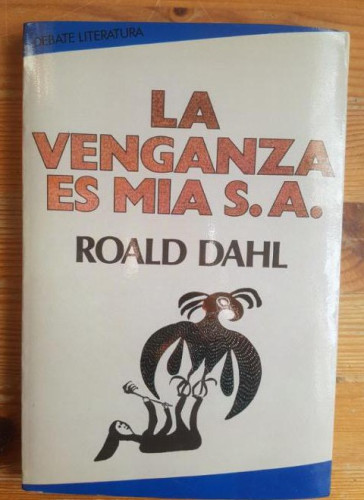 DEBATE LITERATURA
LA
VENGANZA
ES MIA S.A.
ROALD DAHL